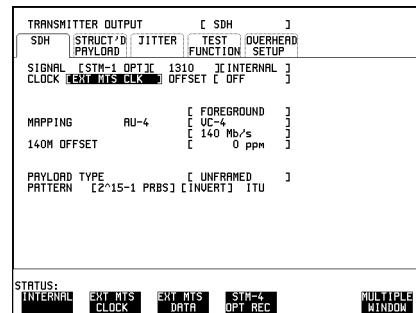 TRANSMITTER OUTPUT [ SDH ]
SDH STRUCT'D PAYLOAD JITTER TEST FUNCTION OVERHEAD SETUP
SIGNAL [STM-1 OPT][ 1310 ][INTERNAL ]
CLOCK [EXT MTS CLK ] OFFSET [ OFF ]
[ FOREGROUND ]
MAPPING AU-4 [ VC-4 ]
[ 140 Mb/s ]
140M OFFSET [ 0 ppm ]
PAYLOAD TYPE [ UNFRAMED ]
PATTERN [2^15-1 PRBS] [INVERT] ITU
STATUS:
INTERNAL EXT MTS CLOCK EXT MTS DATA STM-4 OPT REC MULTIPLE WINDOW